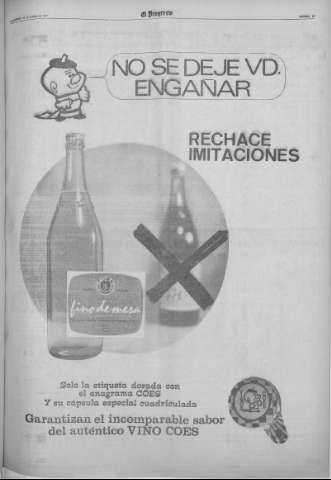 El Progreso
NO SE DEJE VD.
ENGAÑAR
RECHACE
IMITACIONES
fino de mesa
Solo la etiqueta dorada con
el anagrama COES
Y su cápsula especial cuadriculada
Garantizan el incomparable sabor
del auténtico VINO COES